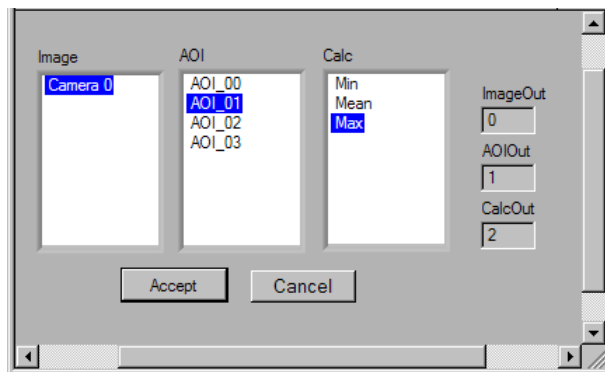 Image
AOI
Calc
Camera 0
AOI_00
AOI_01
AOI_02
AOI_03
Min
Mean
Max
ImageOut
0
AOIOut
1
CalcOut
2
Accept
Cancel